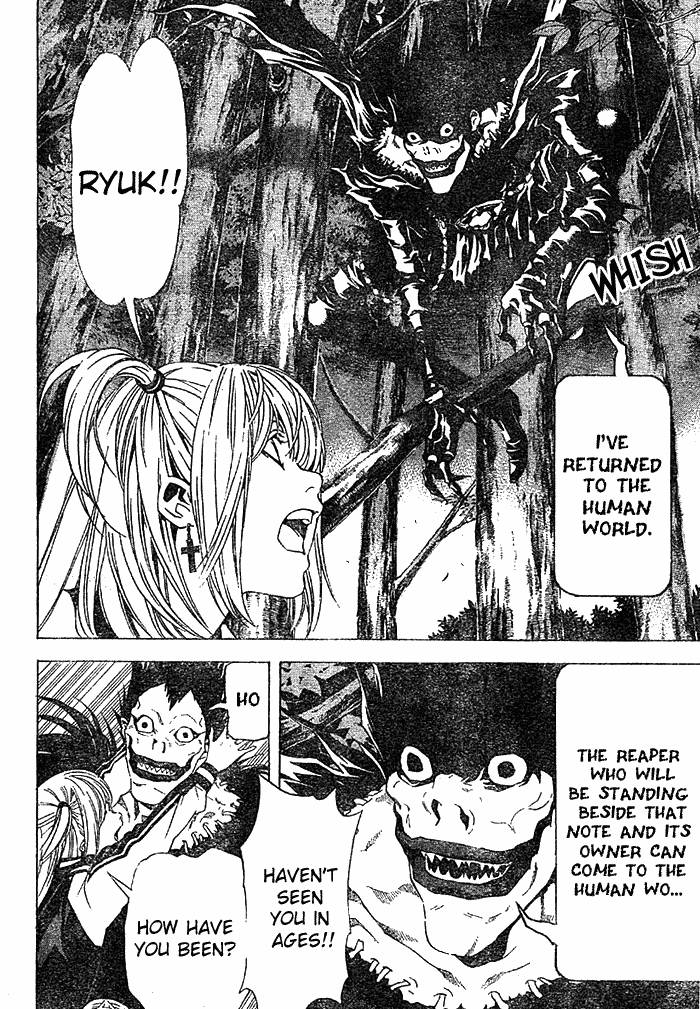 RYUK!!
WHISH
I'VE
RETURNED
TO THE
HUMAN
WORLD.
THE REAPER
WHO WILL
BE STANDING
BESIDE THAT
NOTE AND ITS
OWNER CAN
COME TO THE
HUMAN WO...
HAVEN'T
SEEN
YOU IN
AGES!!
HO
HOW HAVE
YOU BEEN?